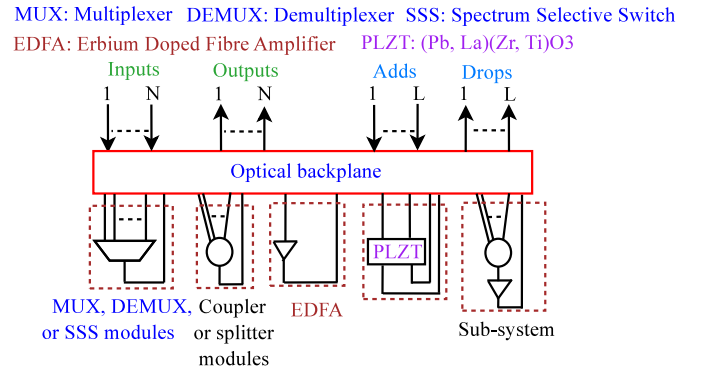 MUX: Multiplexer DEMUX: Demultiplexer SSS: Spectrum Selective Switch
EDFA: Erbium Doped Fibre Amplifier PLZT: (Pb, La)(Zr, Ti)O3
Inputs Outputs Adds Drops
1 N 1 N 1 L 1 L
Optical backplane
PLZT
MUX, DEMUX, Coupler EDFA
or SSS modules or splitter Sub-system
modules